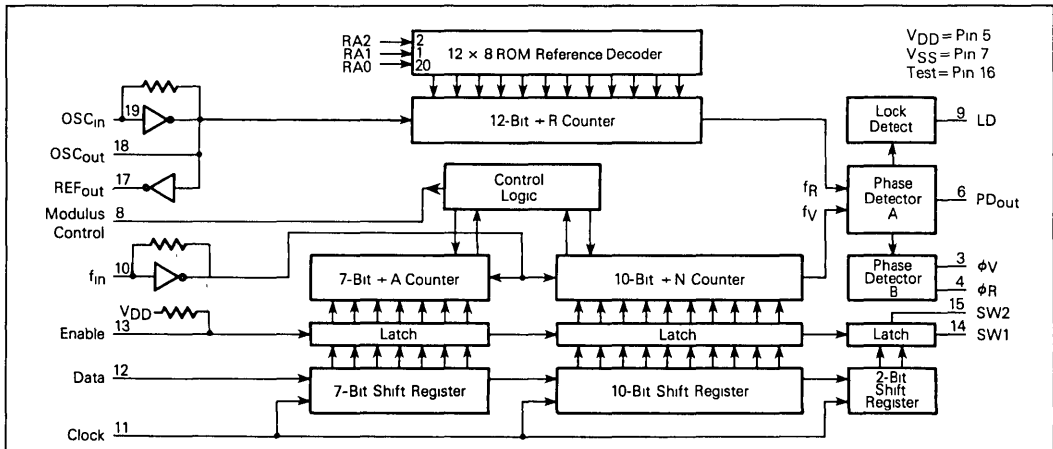 RA2 2
RA1 1
RA0 20
12 × 8 ROM Reference Decoder
VDD = Pin 5
VSS = Pin 7
Test = Pin 16
OSCin 19
12-Bit ÷ R Counter
Lock Detect
9 LD
OSCout 18
REFout 17
Control Logic
fR
fV
Phase Detector A
6 PDout
Modulus Control 8
fin 10
7-Bit ÷ A Counter
10-Bit ÷ N Counter
Phase Detector B
3 ϕV
4 ϕR
15 SW2
VDD
Enable 13
Latch
Latch
Latch
14 SW1
Data 12
7-Bit Shift Register
10-Bit Shift Register
2-Bit Shift Register
Clock 11